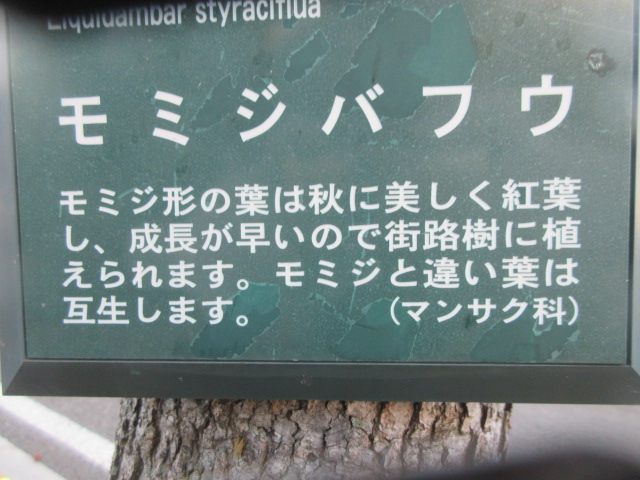 Liquidambar styraciflua
モミジバフウ
モミジ形の葉は秋に美しく紅葉
し、成長が早いので街路樹に植
えられます。モミジと違い葉は
互生します。　　　　（マンサク科）